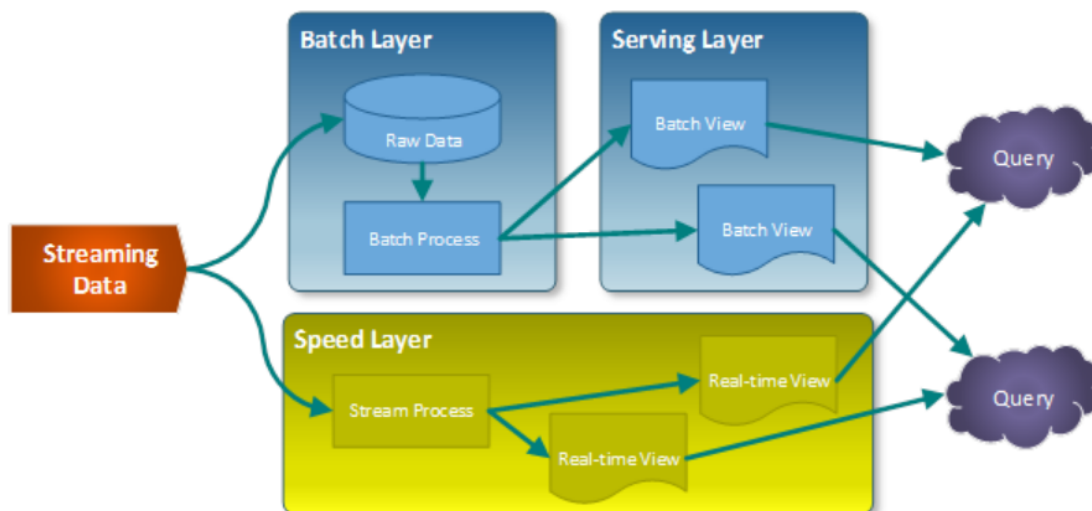 Batch Layer
Serving Layer
Raw Data
Batch View
Query
Batch Process
Batch View
Streaming
Data
Speed Layer
Real-time View
Stream Process
Query
Real-time View